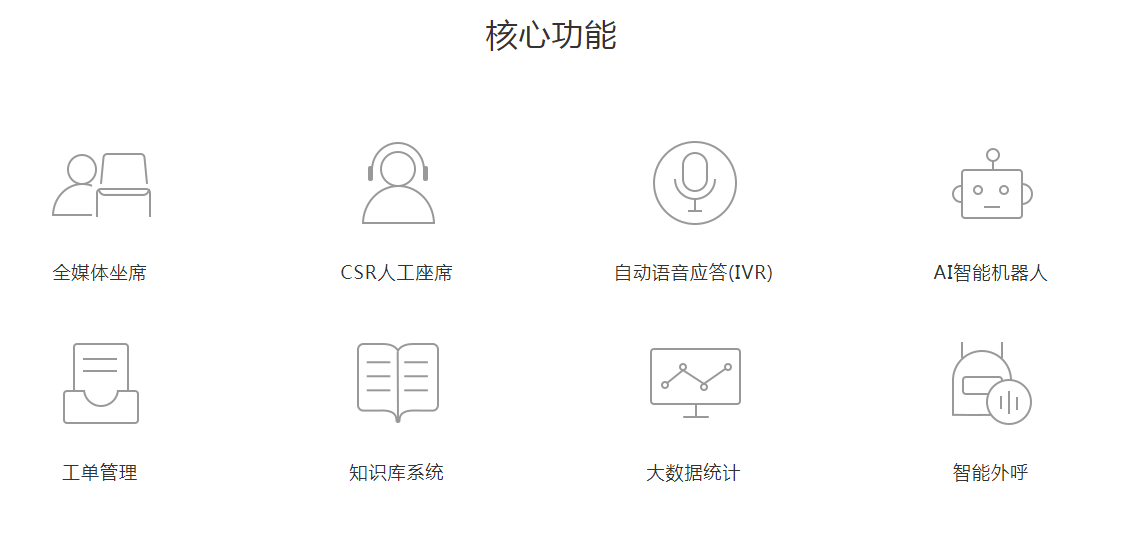 核心功能
全媒体坐席
CSR人工座席
自动语音应答(IVR)
AI智能机器人
工单管理
知识库系统
大数据统计
智能外呼